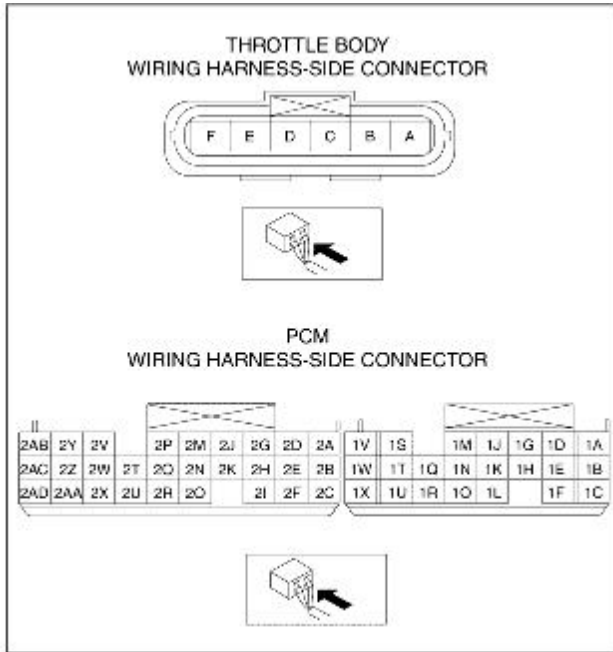 THROTTLE BODY
WIRING HARNESS-SIDE CONNECTOR
F E D C B A
PCM
WIRING HARNESS-SIDE CONNECTOR
2AB 2Y 2V 2P 2M 2J 2G 2D 2A 1V 1S 1M 1J 1G 1D 1A
2AC 2Z 2W 2T 2Q 2N 2K 2H 2E 2B 1W 1T 1Q 1N 1K 1H 1E 1B
2AD 2AA 2X 2U 2R 2O 2I 2F 2C 1X 1U 1R 1O 1L 1F 1C